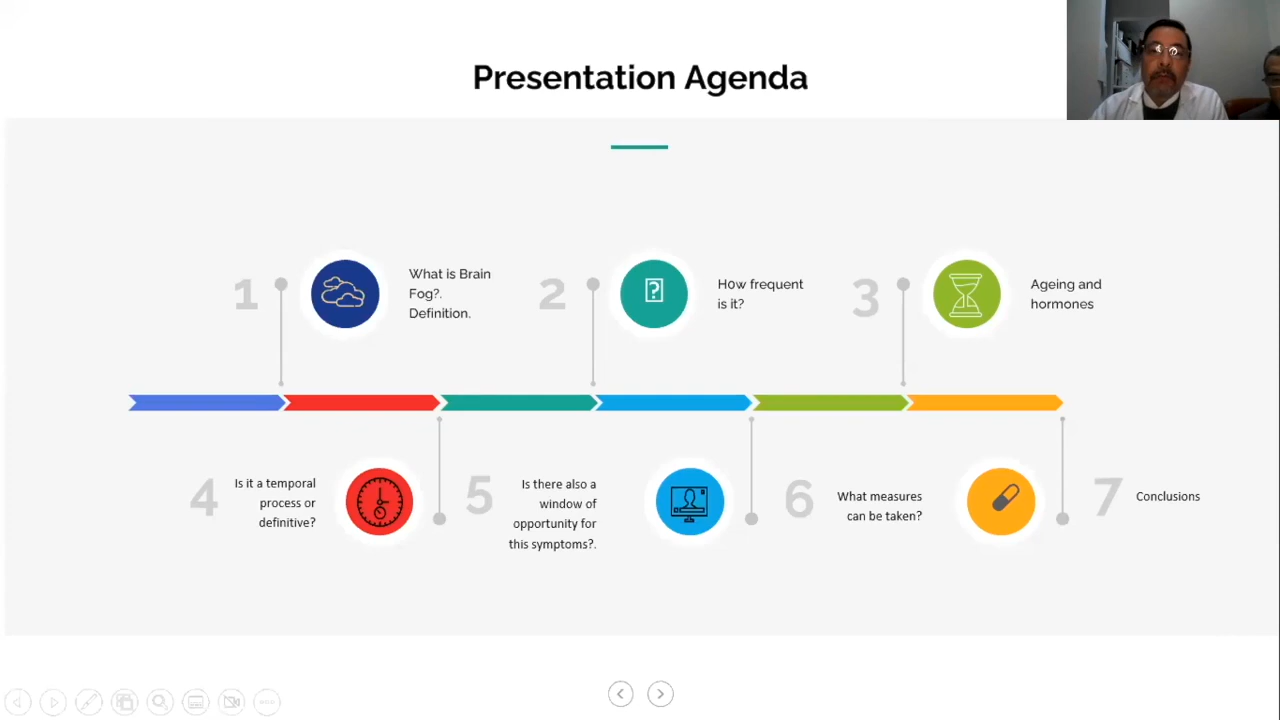 Presentation Agenda
1
What is Brain
Fog?.
Definition.
2
?
How frequent
is it?
3
Ageing and
hormones
4
Is it a temporal
process or
definitive?
5
Is there also a
window of
opportunity for
this symptoms?.
6
What measures
can be taken?
7
Conclusions